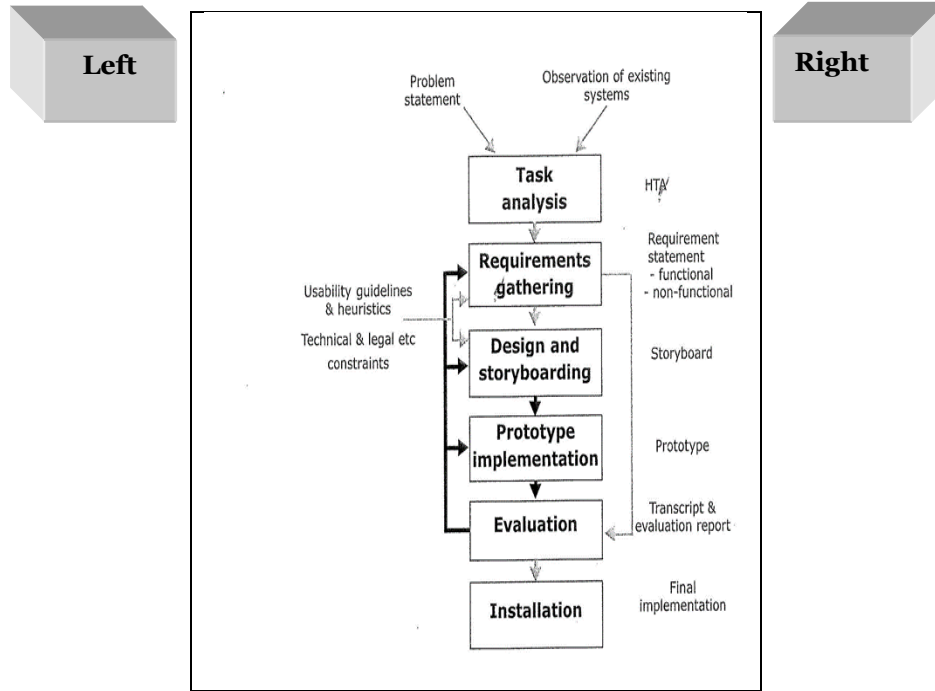 Left
Right
Problem
statement
Observation of existing
systems
Task
analysis
HTA
Requirements
gathering
Requirement
statement
- functional
- non-functional
Usability guidelines
& heuristics
Technical & legal etc
constraints
Design and
storyboarding
Storyboard
Prototype
implementation
Prototype
Evaluation
Transcript &
evaluation report
Installation
Final
implementation